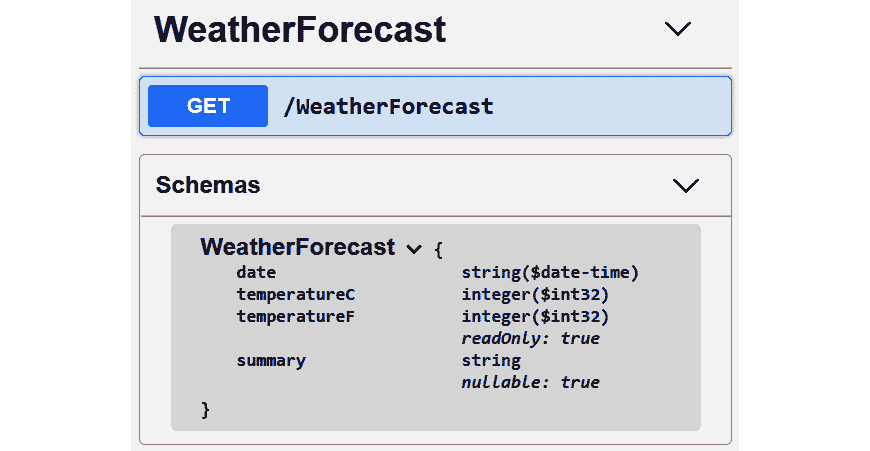 WeatherForecast
GET /WeatherForecast
Schemas
WeatherForecast {
date string($date-time)
temperatureC integer($int32)
temperatureF integer($int32)
readOnly: true
summary string
nullable: true
}